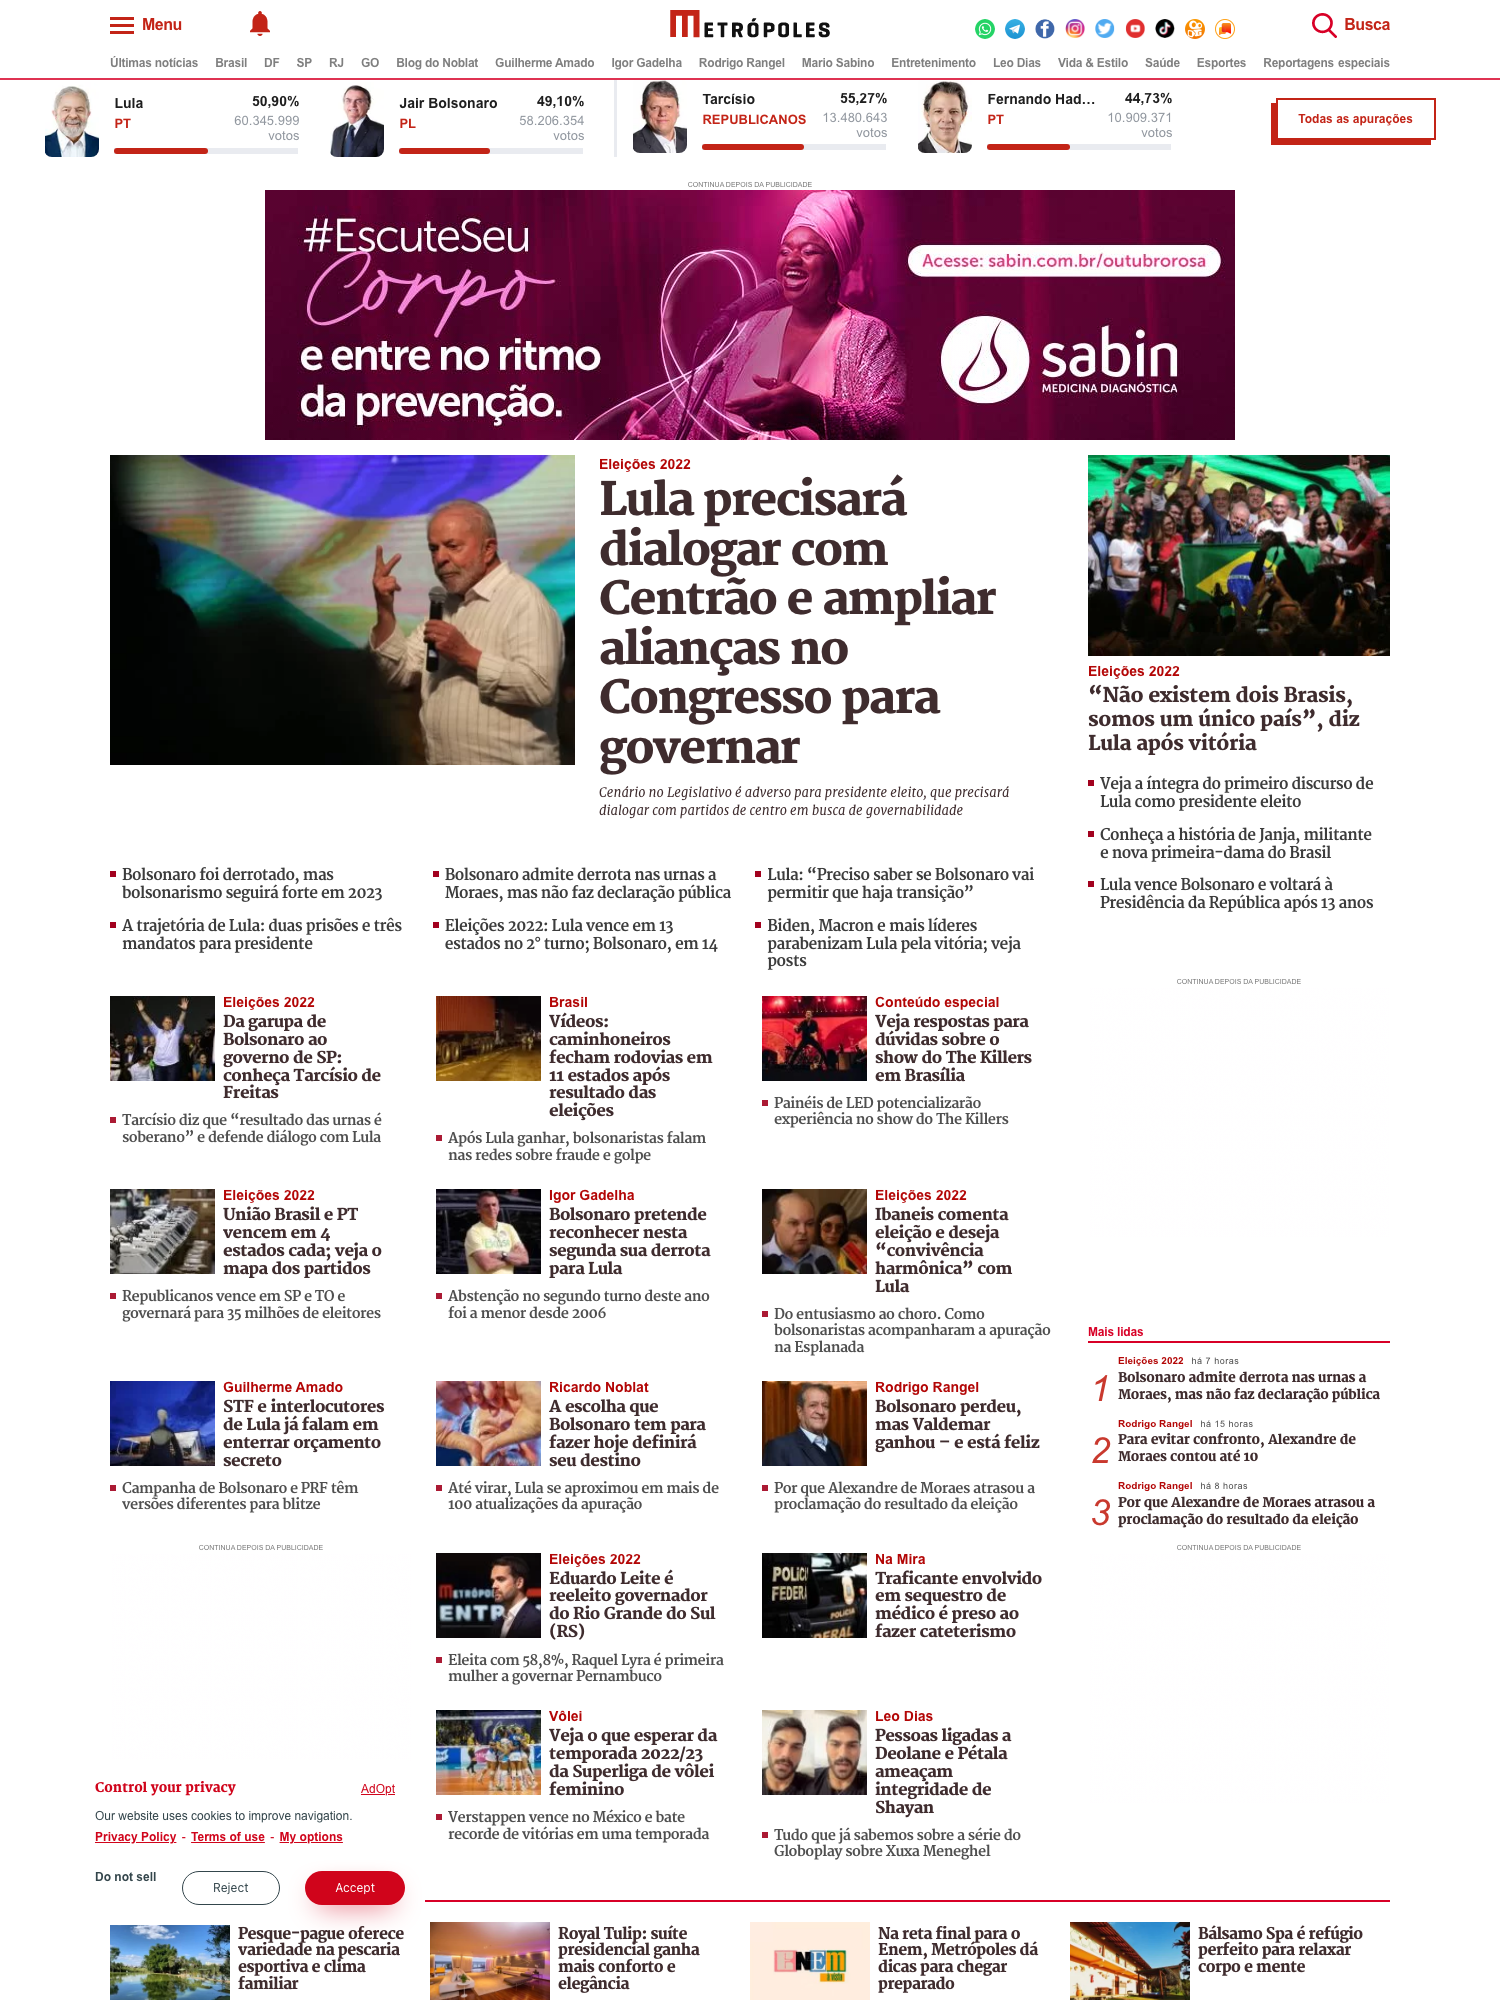 Menu
METRÓPOLES
Busca
Últimas notícias Brasil DF SP RJ GO Blog do Noblat Guilherme Amado Igor Gadelha Rodrigo Rangel Mario Sabino Entretenimento Leo Dias Vida & Estilo Saúde Esportes Reportagens especiais
Lula 50,90%
PT 60.345.999
votos
Jair Bolsonaro 49,10%
PL 58.206.354
votos
Tarcísio 55,27%
REPUBLICANOS 13.480.643
votos
Fernando Had... 44,73%
PT 10.909.371
votos
Todas as apurações
CONTINUA DEPOIS DA PUBLICIDADE
#EscuteSeu
Corpo
e entre no ritmo
da prevenção.
Acesse: sabin.com.br/outubrorosa
sabin
MEDICINA DIAGNÓSTICA
Eleições 2022
Lula precisará
dialogar com
Centrão e ampliar
alianças no
Congresso para
governar
Cenário no Legislativo é adverso para presidente eleito, que precisará
dialogar com partidos de centro em busca de governabilidade
Eleições 2022
“Não existem dois Brasis,
somos um único país”, diz
Lula após vitória
Veja a íntegra do primeiro discurso de
Lula como presidente eleito
Conheça a história de Janja, militante
e nova primeira-dama do Brasil
Lula vence Bolsonaro e voltará à
Presidência da República após 13 anos
Bolsonaro foi derrotado, mas
bolsonarismo seguirá forte em 2023
Bolsonaro admite derrota nas urnas a
Moraes, mas não faz declaração pública
Lula: “Preciso saber se Bolsonaro vai
permitir que haja transição”
A trajetória de Lula: duas prisões e três
mandatos para presidente
Eleições 2022: Lula vence em 13
estados no 2° turno; Bolsonaro, em 14
Biden, Macron e mais líderes
parabenizam Lula pela vitória; veja
posts
CONTINUA DEPOIS DA PUBLICIDADE
Eleições 2022
Da garupa de
Bolsonaro ao
governo de SP:
conheça Tarcísio de
Freitas
Tarcísio diz que “resultado das urnas é
soberano” e defende diálogo com Lula
Brasil
Vídeos:
caminhoneiros
fecham rodovias em
11 estados após
resultado das
eleições
Após Lula ganhar, bolsonaristas falam
nas redes sobre fraude e golpe
Conteúdo especial
Veja respostas para
dúvidas sobre o
show do The Killers
em Brasília
Painéis de LED potencializarão
experiência no show do The Killers
Eleições 2022
União Brasil e PT
vencem em 4
estados cada; veja o
mapa dos partidos
Republicanos vence em SP e TO e
governará para 35 milhões de eleitores
Igor Gadelha
Bolsonaro pretende
reconhecer nesta
segunda sua derrota
para Lula
Abstenção no segundo turno deste ano
foi a menor desde 2006
Eleições 2022
Ibaneis comenta
eleição e deseja
“convivência
harmônica” com
Lula
Do entusiasmo ao choro. Como
bolsonaristas acompanharam a apuração
na Esplanada
Mais lidas
1
Eleições 2022 há 7 horas
Bolsonaro admite derrota nas urnas a
Moraes, mas não faz declaração pública
2
Rodrigo Rangel há 15 horas
Para evitar confronto, Alexandre de
Moraes contou até 10
3
Rodrigo Rangel há 8 horas
Por que Alexandre de Moraes atrasou a
proclamação do resultado da eleição
Guilherme Amado
STF e interlocutores
de Lula já falam em
enterrar orçamento
secreto
Campanha de Bolsonaro e PRF têm
versões diferentes para blitze
Ricardo Noblat
A escolha que
Bolsonaro tem para
fazer hoje definirá
seu destino
Até virar, Lula se aproximou em mais de
100 atualizações da apuração
Rodrigo Rangel
Bolsonaro perdeu,
mas Valdemar
ganhou – e está feliz
Por que Alexandre de Moraes atrasou a
proclamação do resultado da eleição
CONTINUA DEPOIS DA PUBLICIDADE
CONTINUA DEPOIS DA PUBLICIDADE
METRÓPOL
ENTR
Eleições 2022
Eduardo Leite é
reeleito governador
do Rio Grande do Sul
(RS)
Eleita com 58,8%, Raquel Lyra é primeira
mulher a governar Pernambuco
POLÍCI
FEDERA
POLICIA
FEDERAL
Na Mira
Traficante envolvido
em sequestro de
médico é preso ao
fazer cateterismo
Vôlei
Veja o que esperar da
temporada 2022/23
da Superliga de vôlei
feminino
Verstappen vence no México e bate
recorde de vitórias em uma temporada
Leo Dias
Pessoas ligadas a
Deolane e Pétala
ameaçam
integridade de
Shayan
Tudo que já sabemos sobre a série do
Globoplay sobre Xuxa Meneghel
Control your privacy AdOpt
Our website uses cookies to improve navigation.
Privacy Policy - Terms of use - My options
Do not sell Reject Accept
Pesque-pague oferece
variedade na pescaria
esportiva e clima
familiar
Royal Tulip: suíte
presidencial ganha
mais conforto e
elegância
ENEM
Na reta final para o
Enem, Metrópoles dá
dicas para chegar
preparado
Bálsamo Spa é refúgio
perfeito para relaxar
corpo e mente